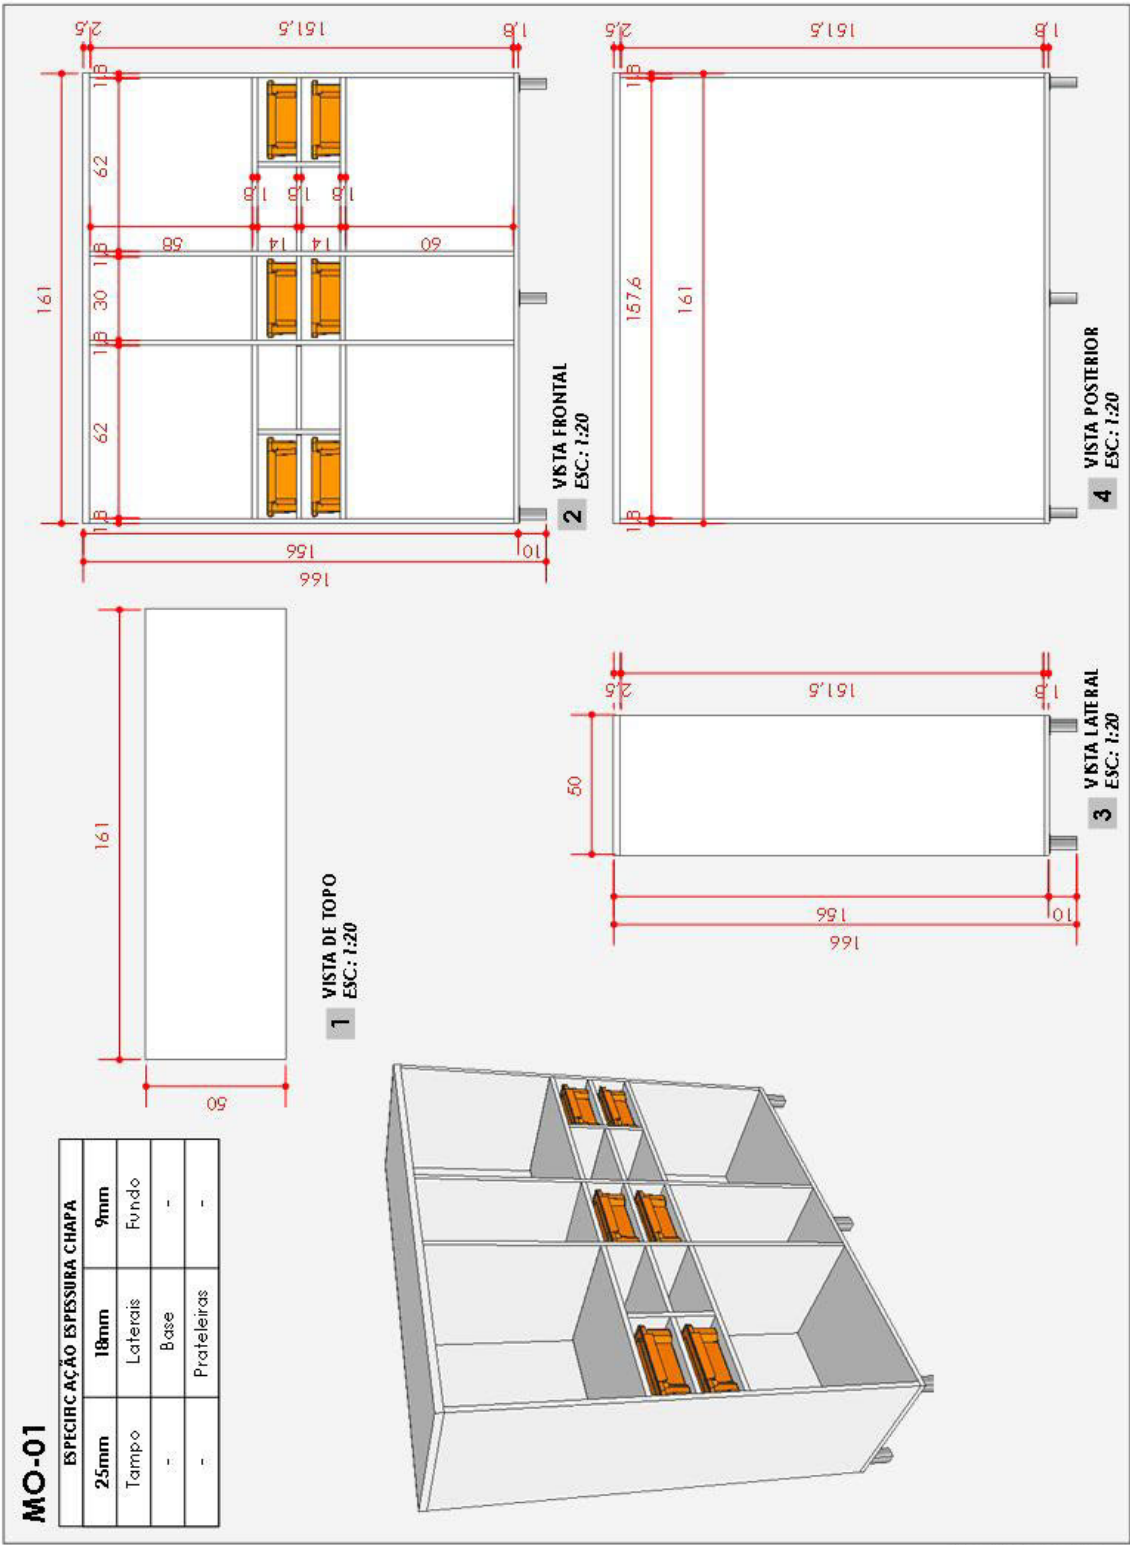 MO-01
ESPECIFICAÇÃO ESPESSURA CHAPA
25mm 18mm 9mm
Tampo Laterais Fundo
- Base -
- Prateleiras -
161
50
1 VISTA DE TOPO
ESC.: 1:20
161
1,8 62 1,8 30 1,8 62 1,8
2,5
151,5
1,8
58
1,8
14
1,8
14
1,8
60
156
10
166
2 VISTA FRONTAL
ESC.: 1:20
50
2,5
151,5
1,8
156
10
166
3 VISTA LATERAL
ESC.: 1:20
1,8 157,6 1,8
161
2,5
151,5
1,8
4 VISTA POSTERIOR
ESC.: 1:20